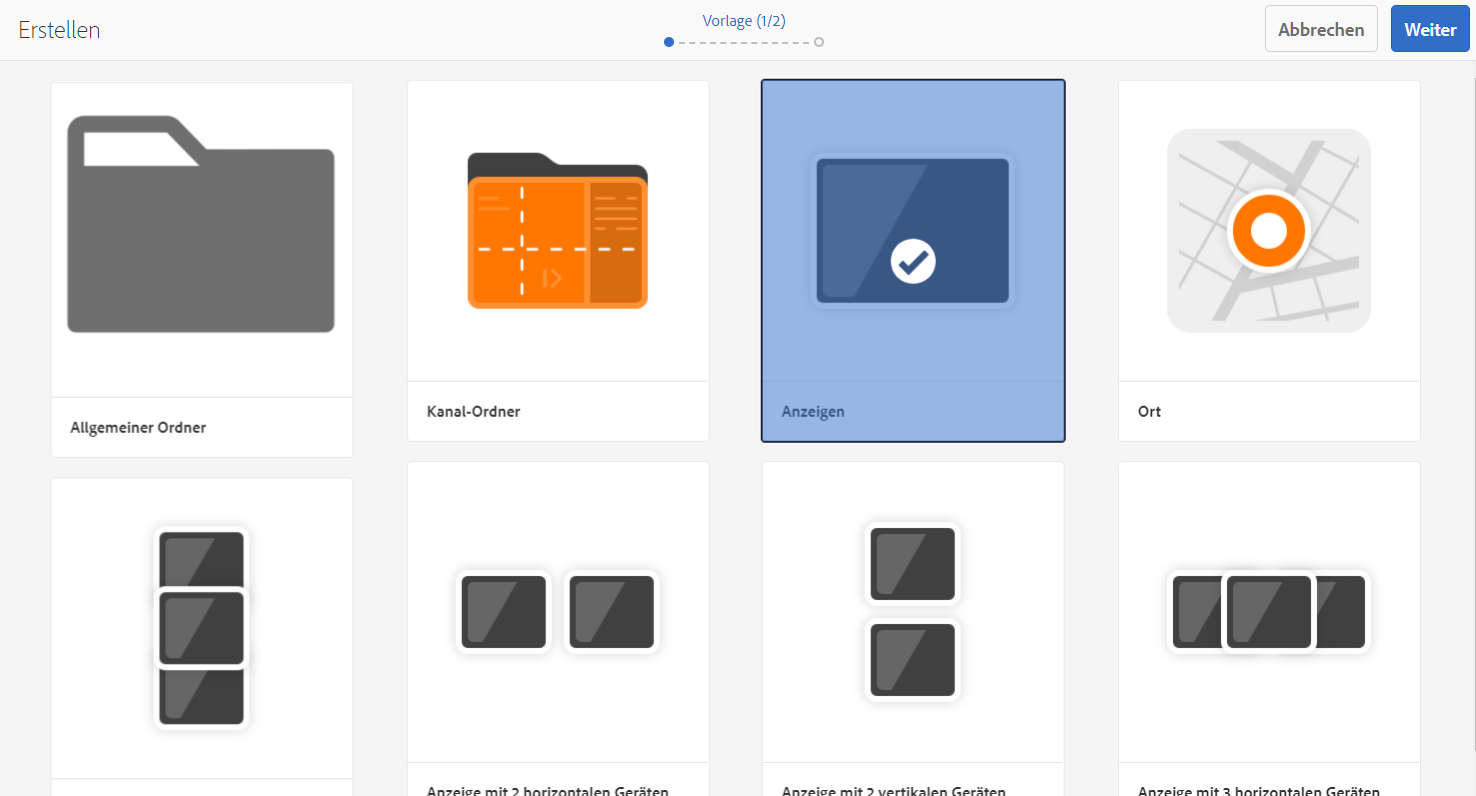 Erstellen
Vorlage (1/2)
Abbrechen
Weiter
Allgemeiner Ordner
Kanal-Ordner
Anzeigen
Ort
Anzeige mit 2 horizontalen Geräten
Anzeige mit 2 vertikalen Geräten
Anzeige mit 3 horizontalen Geräten